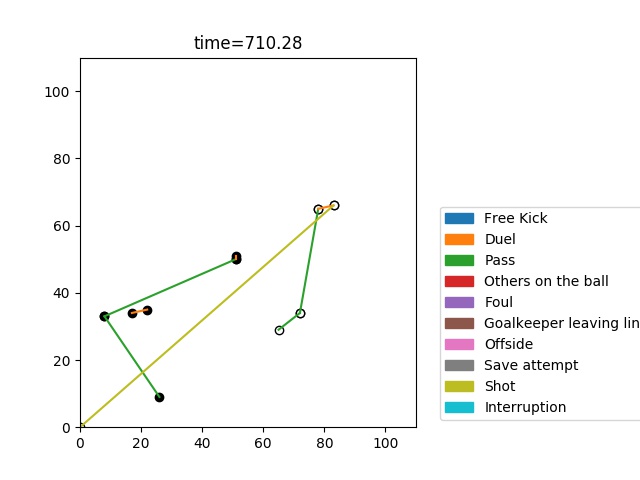 time=710.28
100
80
60
40
20
0
0 20 40 60 80 100
Free Kick
Duel
Pass
Others on the ball
Foul
Goalkeeper leaving lin
Offside
Save attempt
Shot
Interruption